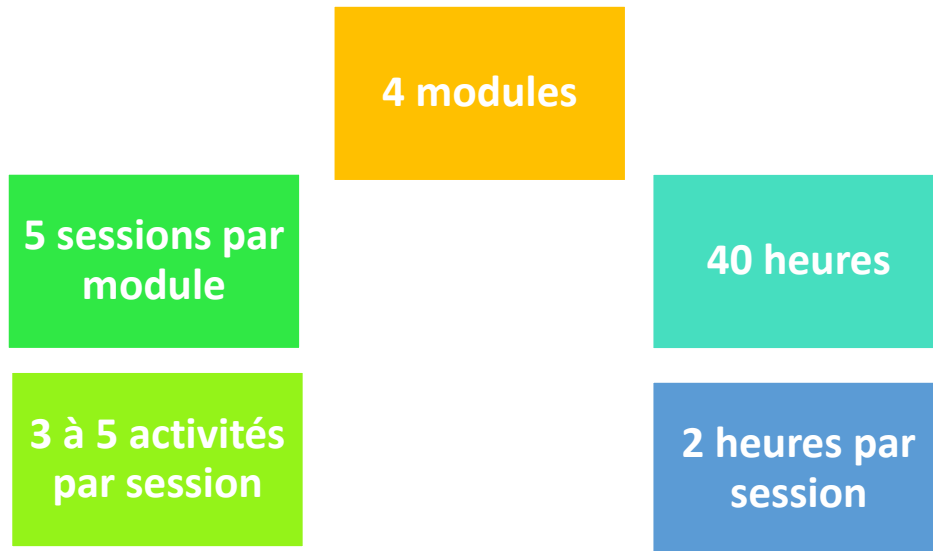 4 modules
5 sessions par
module
40 heures
3 à 5 activités
par session
2 heures par
session